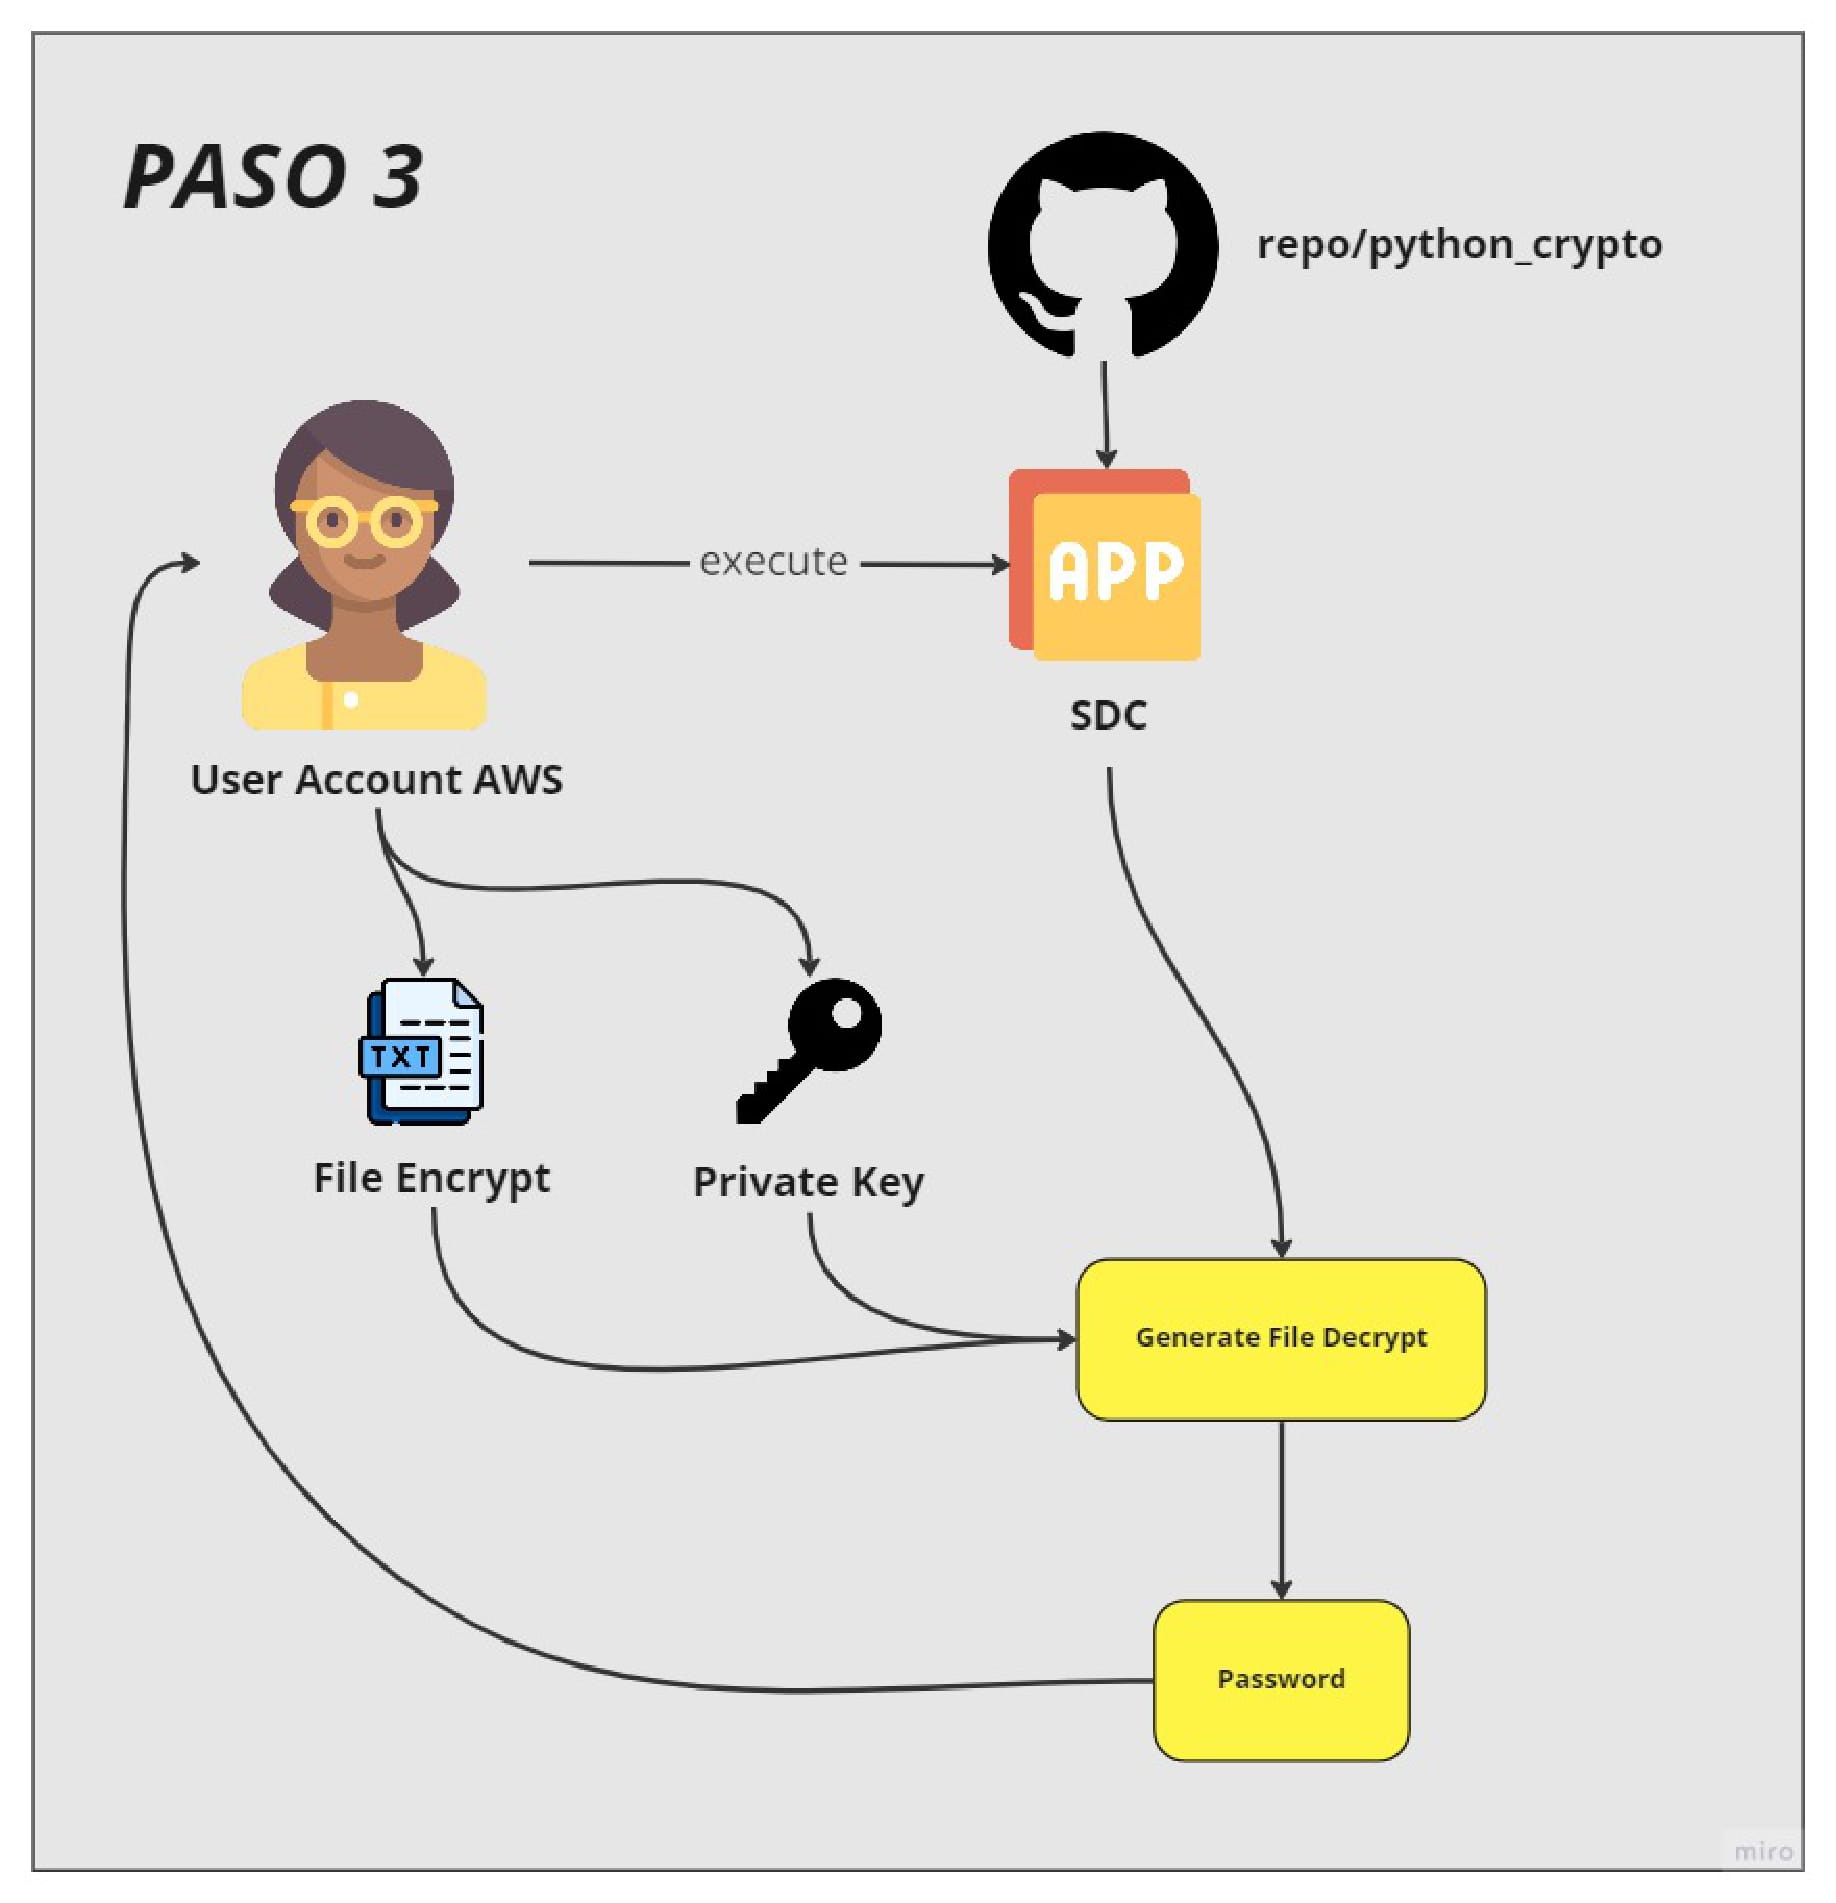 PASO 3
repo/python_crypto
execute
APP
SDC
User Account AWS
TXT
File Encrypt
Private Key
Generate File Decrypt
Password
miro